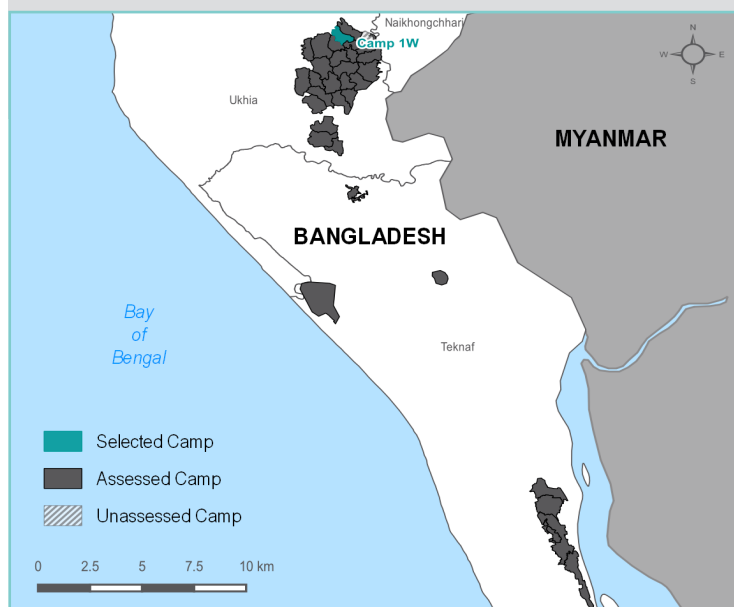 Naikhongchhari
Camp 1W
N
W
E
S
Ukhia
MYANMAR
BANGLADESH
Bay
of
Bengal
Teknaf
Selected Camp
Assessed Camp
Unassessed Camp
0 2.5 5 7.5 10 km